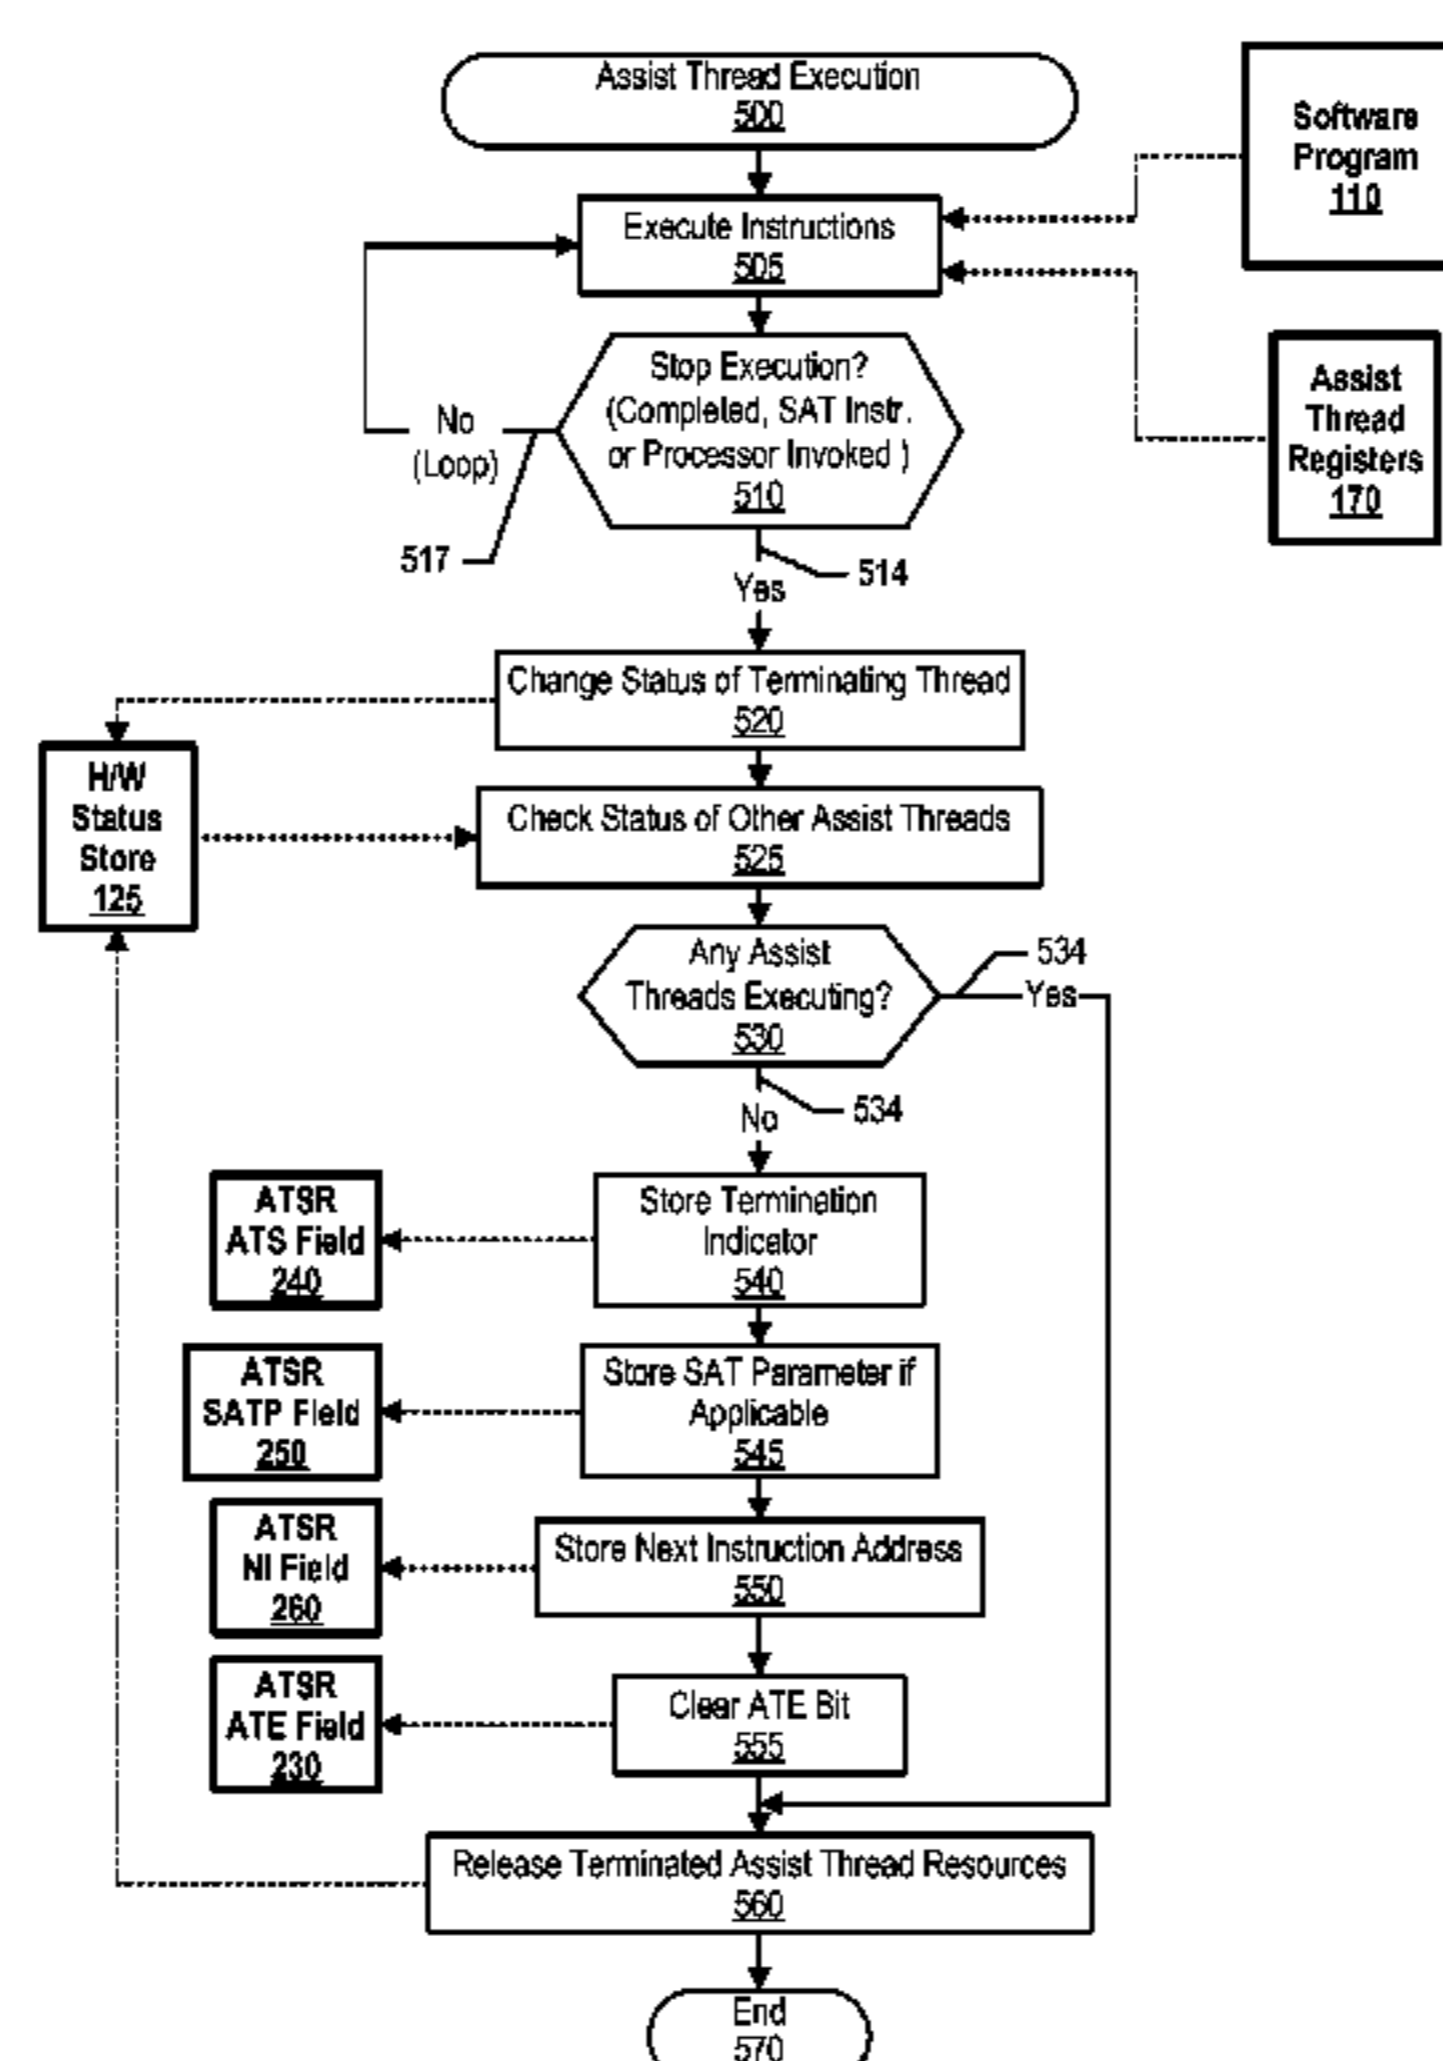 Assist Thread Execution
500
Software
Program
110
Execute Instructions
505
Assist
Thread
Registers
170
Stop Execution?
(Completed, SAT Instr.
or Processor Invoked )
510
No
(Loop)
517
514
Yes
Change Status of Terminating Thread
520
H/W
Status
Store
125
Check Status of Other Assist Threads
525
Any Assist
Threads Executing?
530
534
Yes
534
No
ATSR
ATS Field
240
Store Termination
Indicator
540
ATSR
SATP Field
250
Store SAT Parameter if
Applicable
545
ATSR
NI Field
260
Store Next Instruction Address
550
ATSR
ATE Field
230
Clear ATE Bit
555
Release Terminated Assist Thread Resources
560
End
570